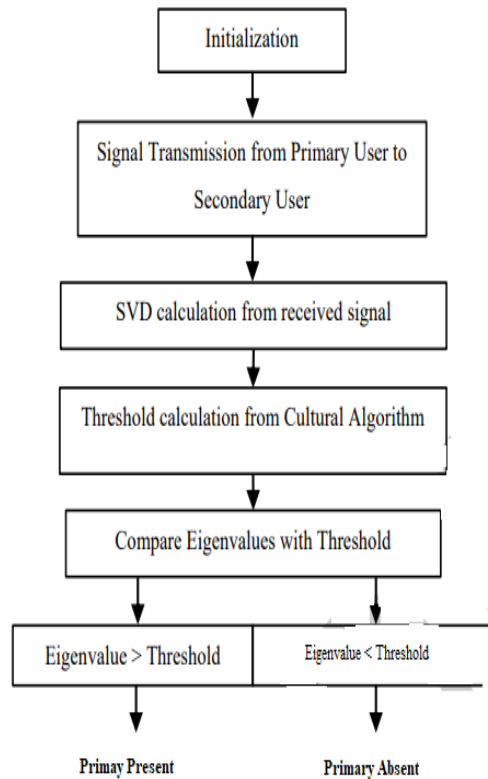 Initialization
Signal Transmission from Primary User to
Secondary User
SVD calculation from received signal
Threshold calculation from Cultural Algorithm
Compare Eigenvalues with Threshold
Eigenvalue > Threshold
Eigenvalue < Threshold
Primay Present
Primary Absent